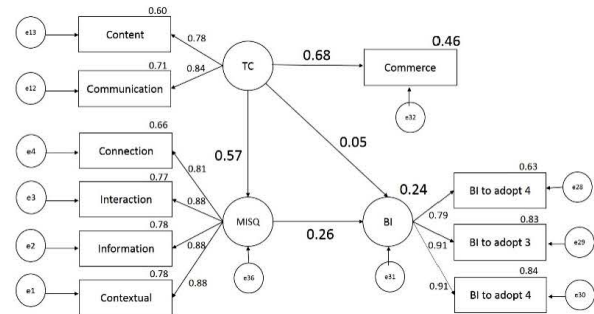 0.60
e13
Content
0.78
0.46
TC
0.68
Commerce
0.71
0.84
e12
Communication
e32
0.66
e4
Connection
0.57
0.05
0.81
0.77
e3
Interaction
0.88
0.24
0.63
BI to adopt 4
e28
0.78
e2
Information
0.88
MISQ
0.26
BI
0.79
0.83
0.91
BI to adopt 3
e29
0.78
e1
Contextual
0.88
e36
e31
0.91
0.84
BI to adopt 4
e30